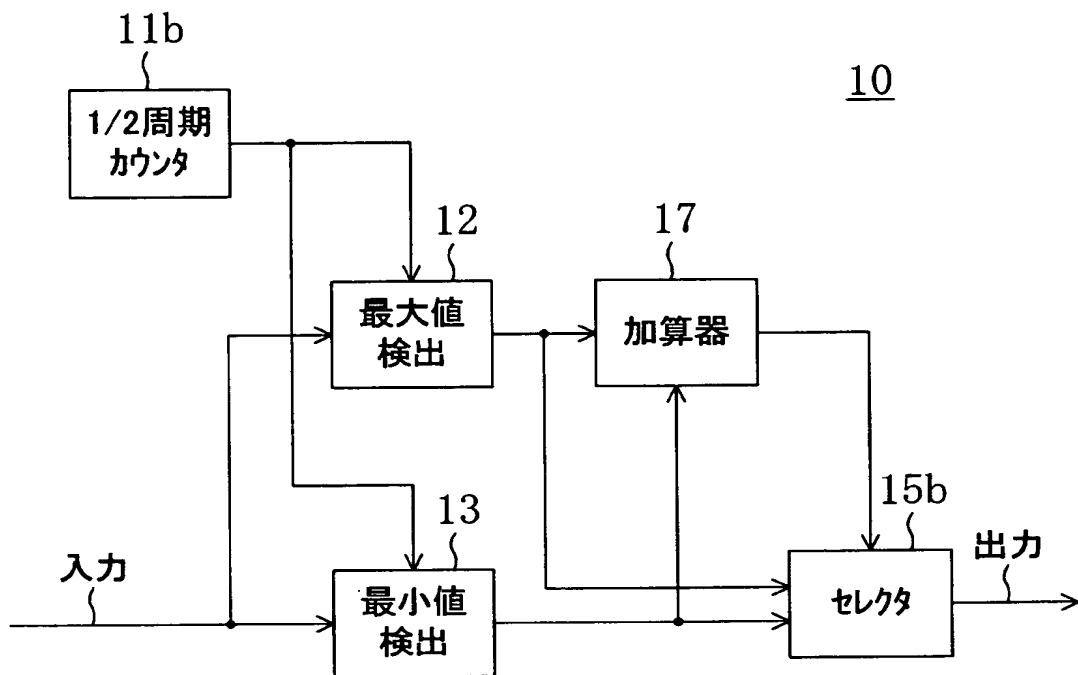 11b
10
1/2周期
カウンタ
12
17
最大値
検出
加算器
13
15b
入力
最小値
検出
セレクタ
出力